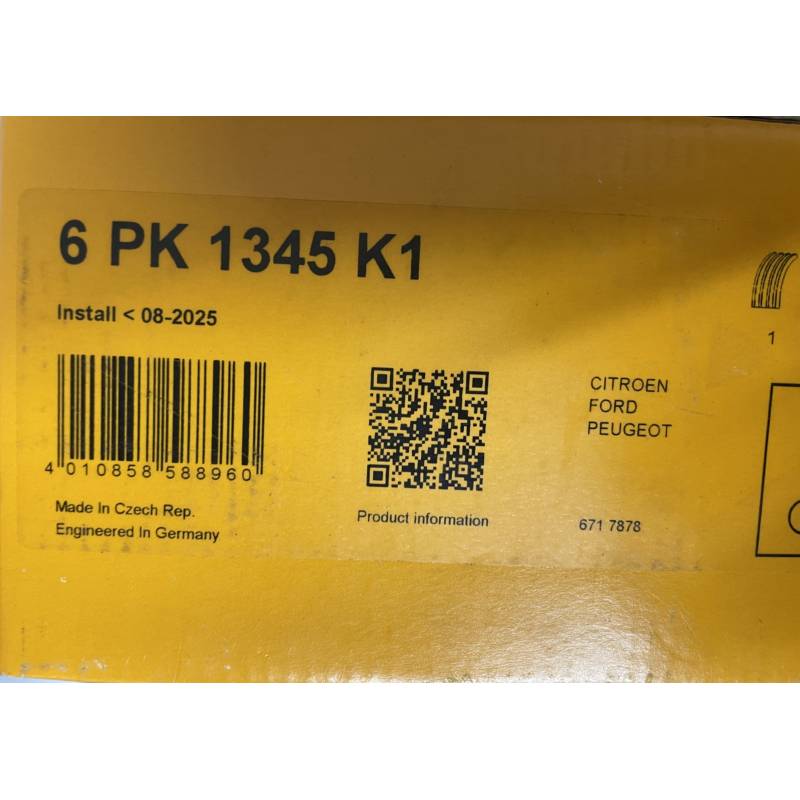 6 PK 1345 K1
Install < 08-2025
4 010858 588960
Made In Czech Rep.
Engineered In Germany
Product information
CITROEN
FORD
PEUGEOT
671 7878
1